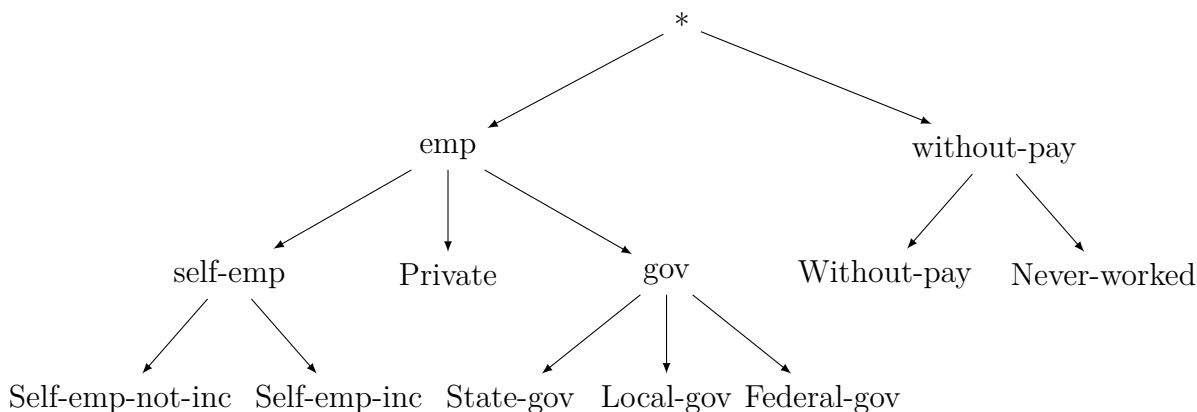 *
emp without-pay
self-emp Private gov Without-pay Never-worked
Self-emp-not-inc Self-emp-inc State-gov Local-gov Federal-gov